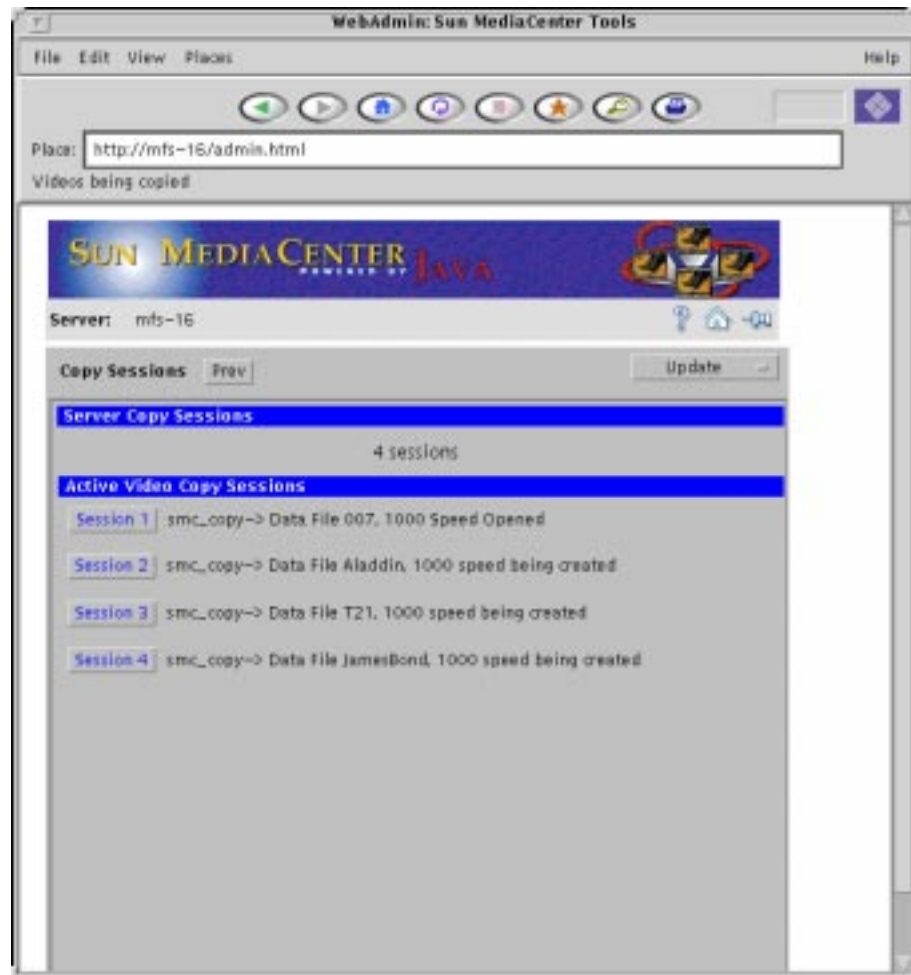 WebAdmin: Sun MediaCenter Tools
File Edit View Places Help
Place: http://mfs-16/admin.html
Videos being copied
SUN MEDIACENTER
POWERED BY JAVA
Server: mfs-16
Copy Sessions Prev Update
Server Copy Sessions
4 sessions
Active Video Copy Sessions
Session 1 smc_copy-> Data File 007, 1000 Speed Opened
Session 2 smc_copy-> Data File Aladdin, 1000 speed being created
Session 3 smc_copy-> Data File T21, 1000 speed being created
Session 4 smc_copy-> Data File JamesBond, 1000 speed being created